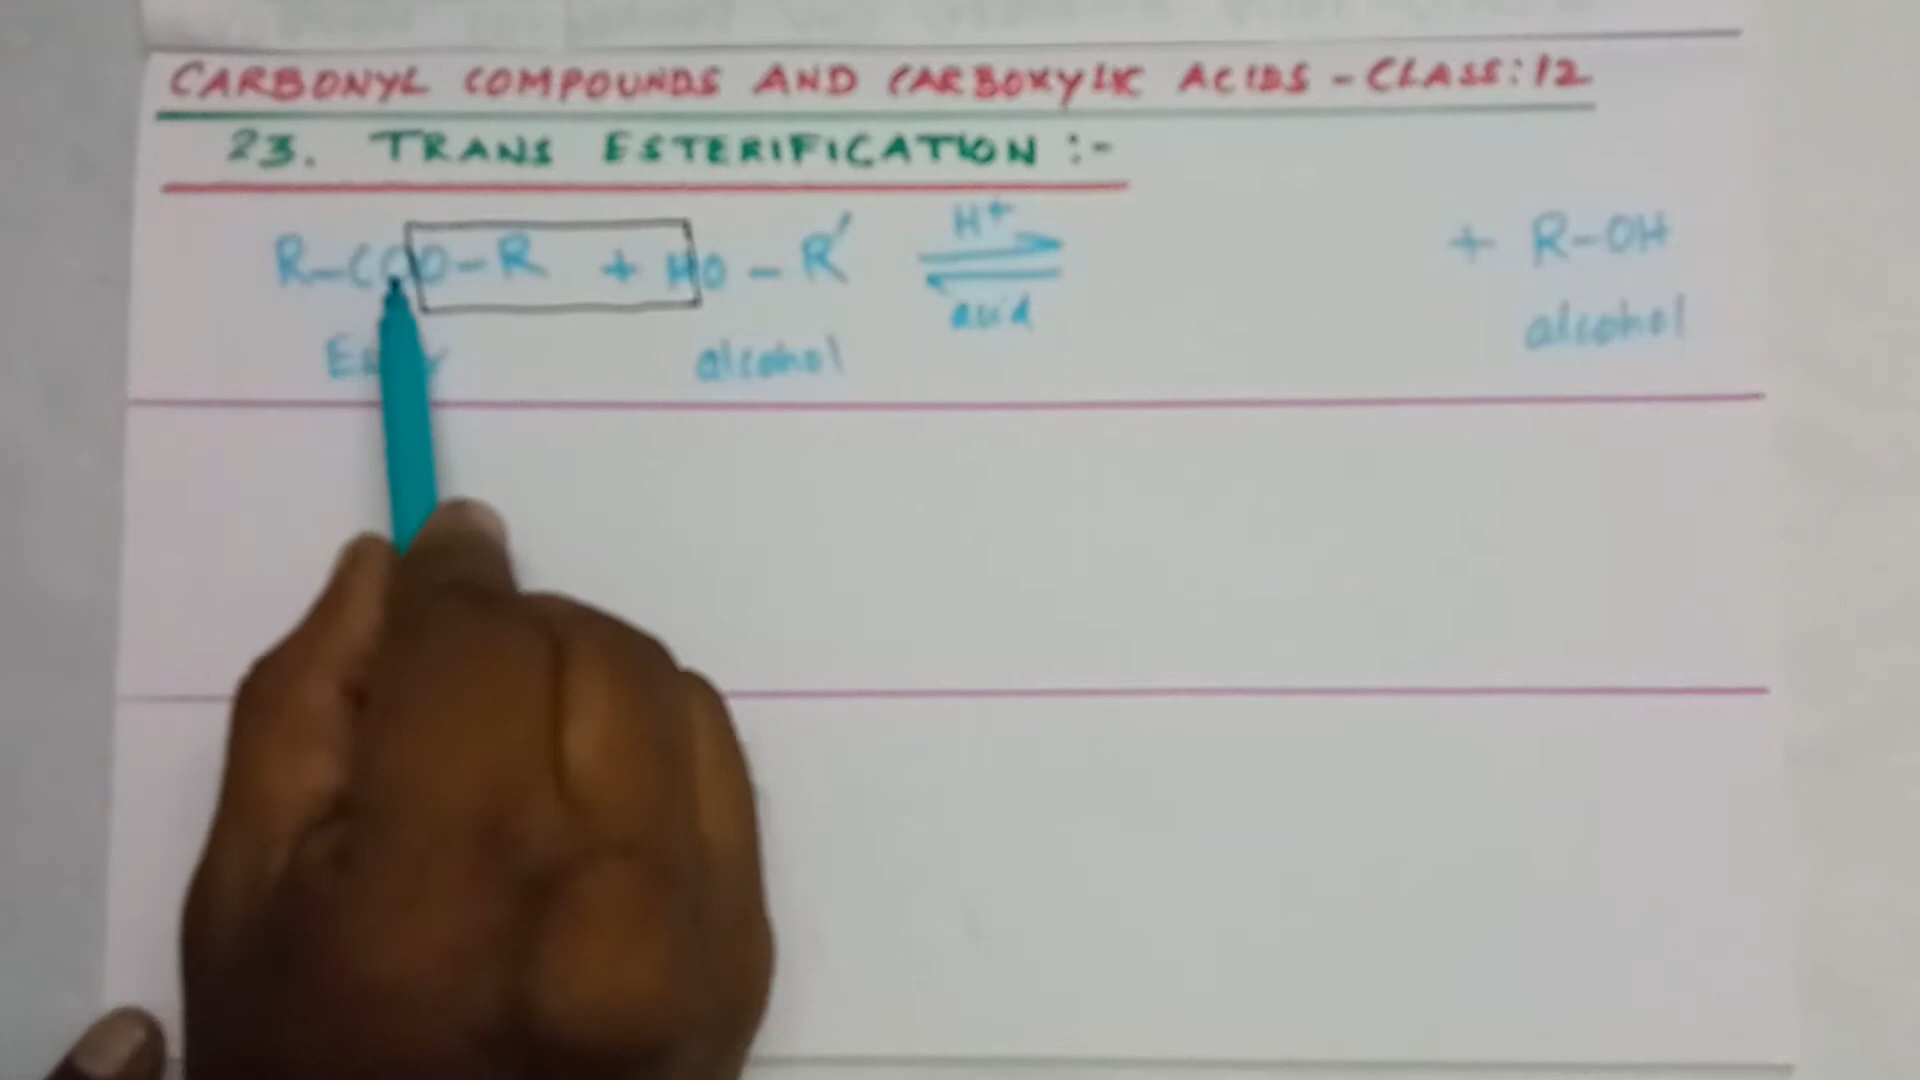 CARBONYL COMPOUNDS AND CARBOXYLIC ACIDS - CLASS:12
23. TRANS ESTERIFICATION :-
R-COO-R + HO-R' H+ + R-OH
alcohol acid alcohol